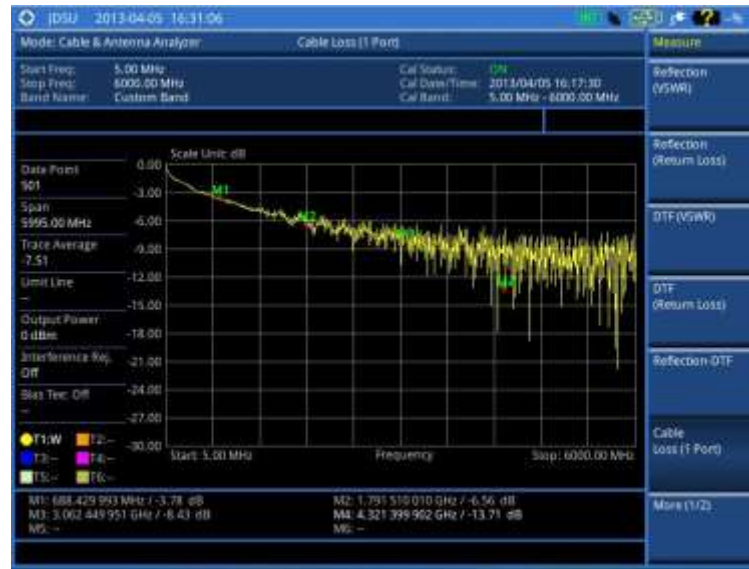 JDSU 2013-04-05 16:31:06
Mode: Cable & Antenna Analyzer Cable Loss (1 Port) Measure
Start Freq: 5.00 MHz Cal Status: ON
Stop Freq: 6000.00 MHz Cal Date/Time: 2013/04/05 16:17:30
Band Name: Custom Band Cal Band: 5.00 MHz - 6000.00 MHz
Reflection
(VSWR)
Reflection
(Return Loss)
DTF (VSWR)
DTF
(Return Loss)
Reflection-DTF
Cable
Loss (1 Port)
More (1/2)
Scale Unit: dB
Data Point
501
Span
5995.00 MHz
Trace Average
-7.51
Limit Line
--
Output Power
0 dBm
Interference Rej.
Off
Bias Tee: Off
--
T1:W T2:--
T3:-- T4:--
T5:-- T6:--
0.00
-3.00
-6.00
-9.00
-12.00
-15.00
-18.00
-21.00
-24.00
-27.00
-30.00
M1
M2
M3
M4
Start: 5.00 MHz Frequency Stop: 6000.00 MHz
M1: 688.429 993 MHz / -3.78 dB M2: 1.791 510 010 GHz / -6.56 dB
M3: 3.062 449 951 GHz / -8.43 dB M4: 4.321 399 902 GHz / -13.71 dB
M5: -- M6: --